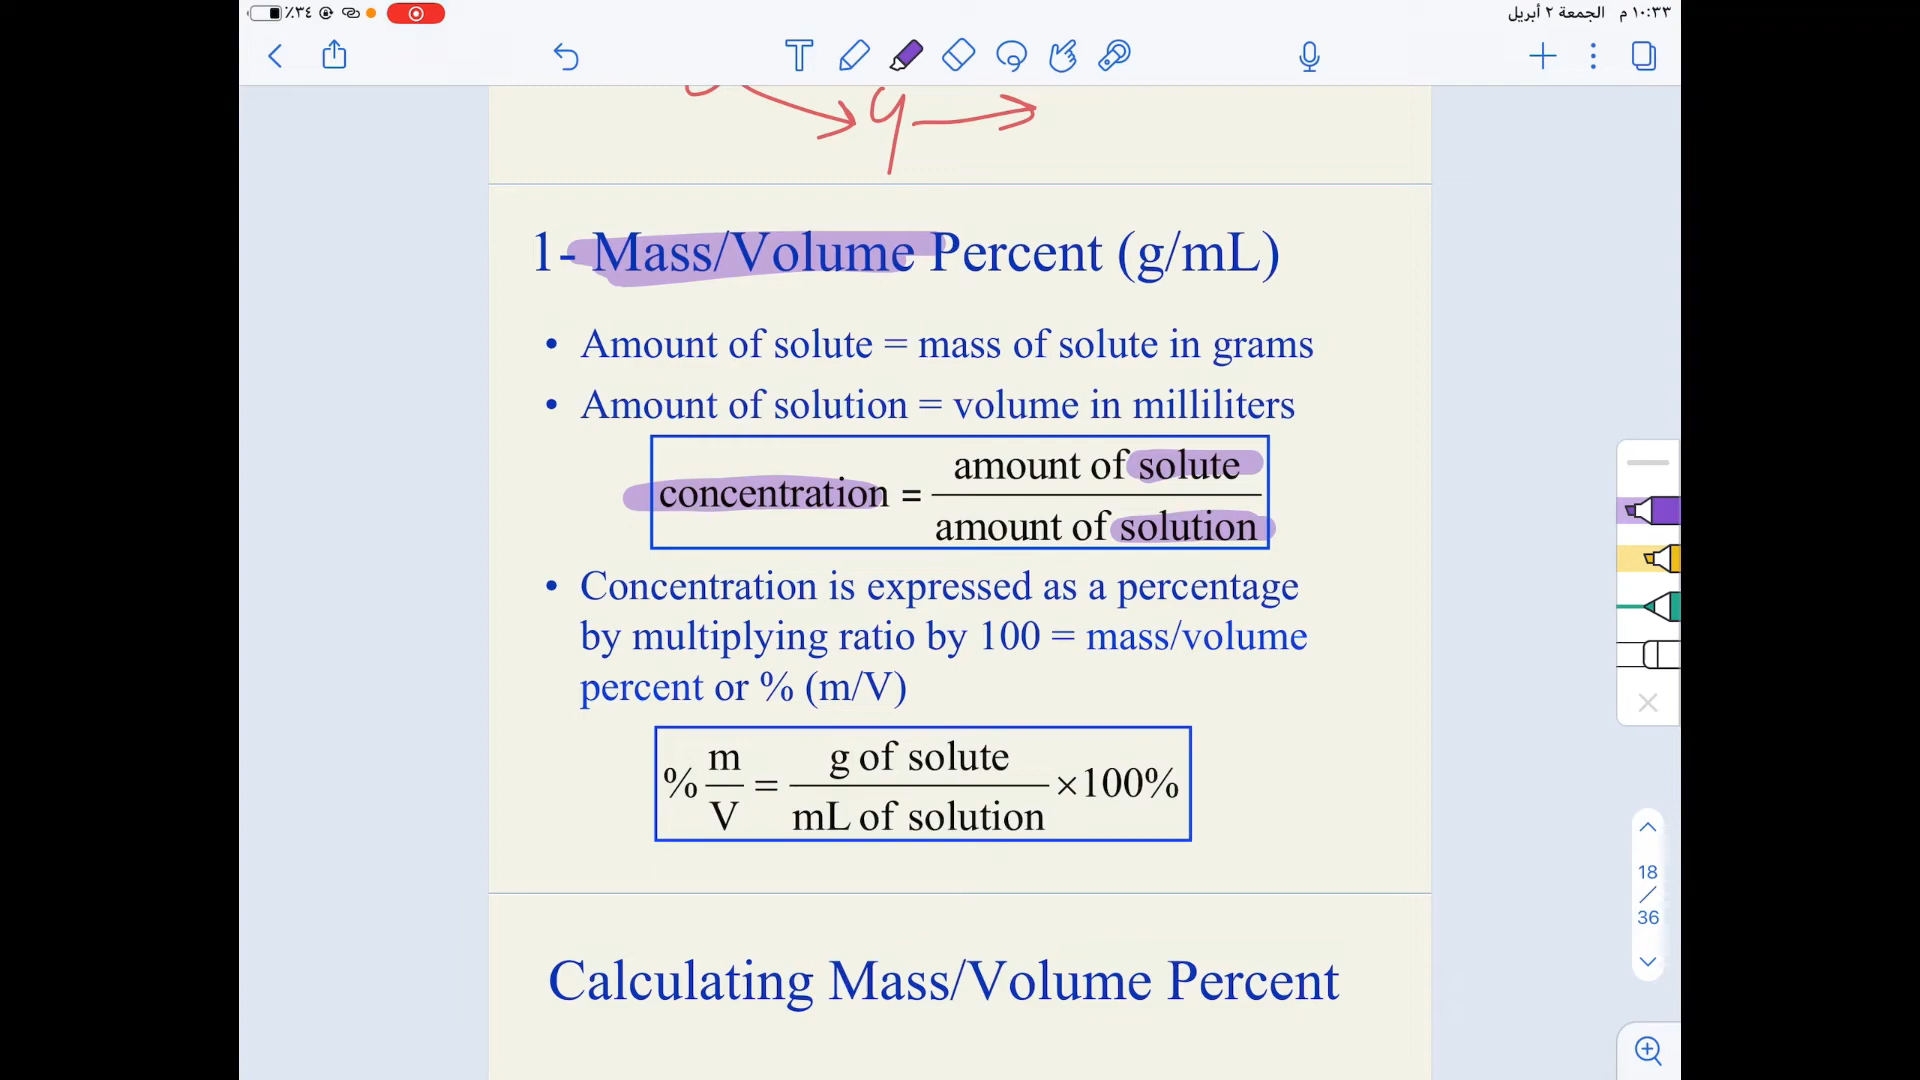 ٪٣٤
١٠:٣٣ م الجمعة ٢ أبريل
T
9
1- Mass/Volume Percent (g/mL)
• Amount of solute = mass of solute in grams
• Amount of solution = volume in milliliters
concentration = amount of solute
amount of solution
• Concentration is expressed as a percentage
by multiplying ratio by 100 = mass/volume
percent or % (m/V)
% m/V = g of solute
mL of solution ×100%
18
/
36
Calculating Mass/Volume Percent